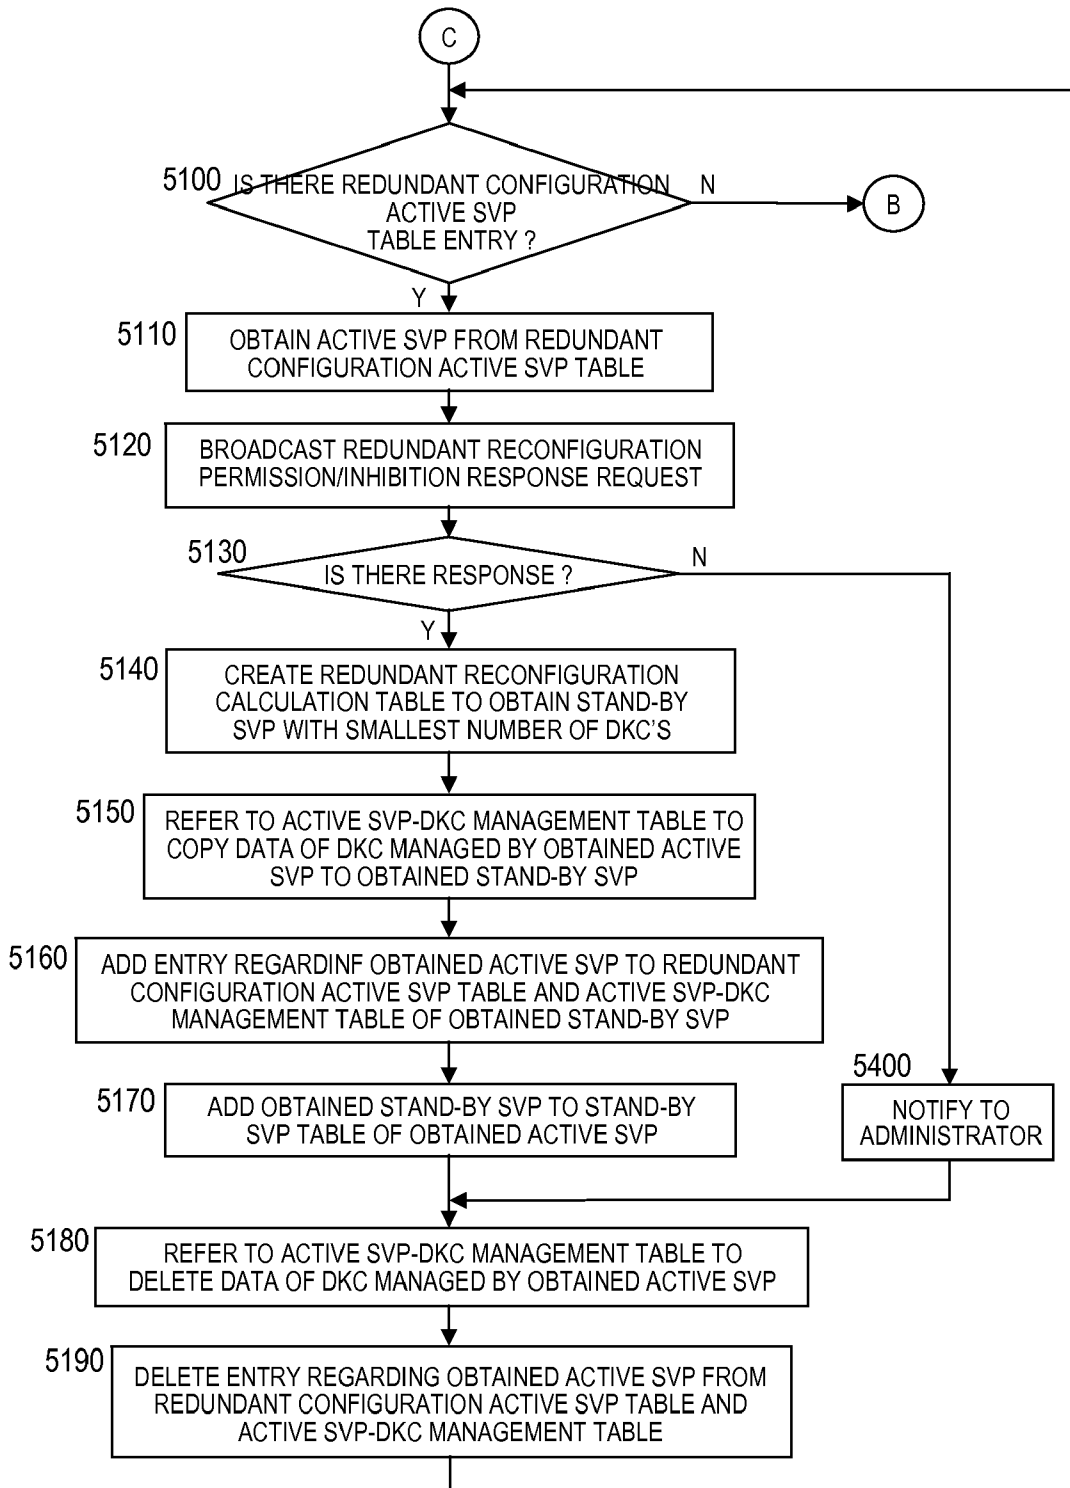 C
5100
IS THERE REDUNDANT CONFIGURATION
ACTIVE SVP
TABLE ENTRY ?
N
B
Y
5110
OBTAIN ACTIVE SVP FROM REDUNDANT
CONFIGURATION ACTIVE SVP TABLE
5120
BROADCAST REDUNDANT RECONFIGURATION
PERMISSION/INHIBITION RESPONSE REQUEST
5130
IS THERE RESPONSE ?
N
Y
5140
CREATE REDUNDANT RECONFIGURATION
CALCULATION TABLE TO OBTAIN STAND-BY
SVP WITH SMALLEST NUMBER OF DKC'S
5150
REFER TO ACTIVE SVP-DKC MANAGEMENT TABLE TO
COPY DATA OF DKC MANAGED BY OBTAINED ACTIVE
SVP TO OBTAINED STAND-BY SVP
5160
ADD ENTRY REGARDINF OBTAINED ACTIVE SVP TO REDUNDANT
CONFIGURATION ACTIVE SVP TABLE AND ACTIVE SVP-DKC
MANAGEMENT TABLE OF OBTAINED STAND-BY SVP
5170
ADD OBTAINED STAND-BY SVP TO STAND-BY
SVP TABLE OF OBTAINED ACTIVE SVP
5400
NOTIFY TO
ADMINISTRATOR
5180
REFER TO ACTIVE SVP-DKC MANAGEMENT TABLE TO
DELETE DATA OF DKC MANAGED BY OBTAINED ACTIVE SVP
5190
DELETE ENTRY REGARDING OBTAINED ACTIVE SVP FROM
REDUNDANT CONFIGURATION ACTIVE SVP TABLE AND
ACTIVE SVP-DKC MANAGEMENT TABLE